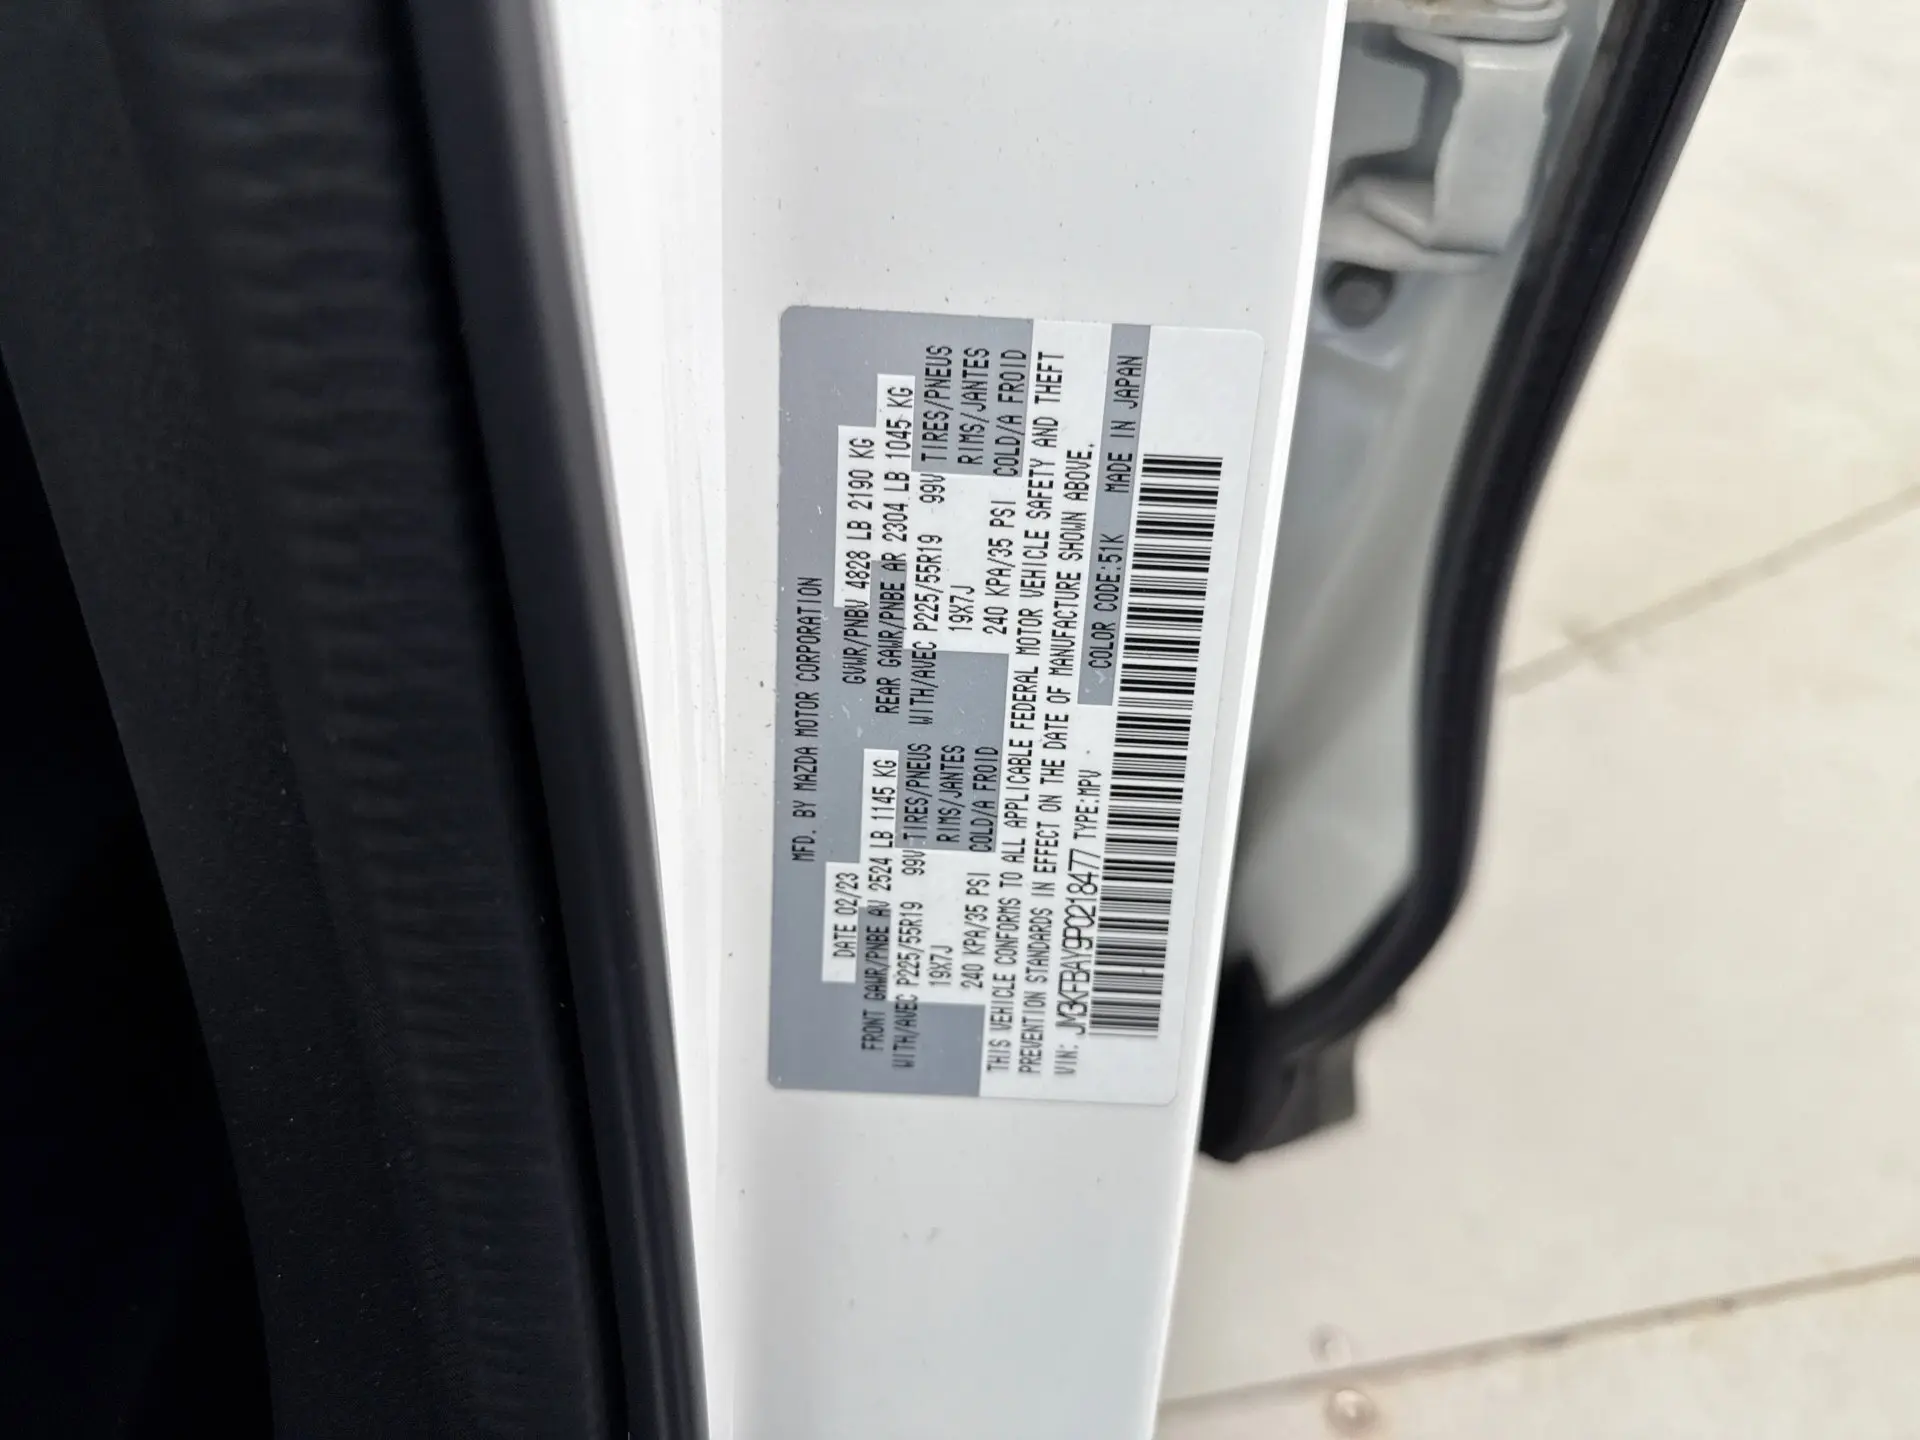 MFD. BY MAZDA MOTOR CORPORATION
DATE 02/23 GVWR/PNBV 4828 LB 2190 KG
FRONT GAWR/PNBE AV 2524 LB 1145 KG REAR GAWR/PNBE AR 2304 LB 1045 KG
WITH/AVEC P225/55R19 99V TIRES/PNEUS WITH/AVEC P225/55R19 99V TIRES/PNEUS
19X7J RIMS/JANTES 19X7J RIMS/JANTES
240 KPA/35 PSI COLD/A FROID 240 KPA/35 PSI COLD/A FROID
THIS VEHICLE CONFORMS TO ALL APPLICABLE FEDERAL MOTOR VEHICLE SAFETY AND THEFT
PREVENTION STANDARDS IN EFFECT ON THE DATE OF MANUFACTURE SHOWN ABOVE.
VIN: JM3KFBAY9P0218477 TYPE:MPV COLOR CODE:51K MADE IN JAPAN